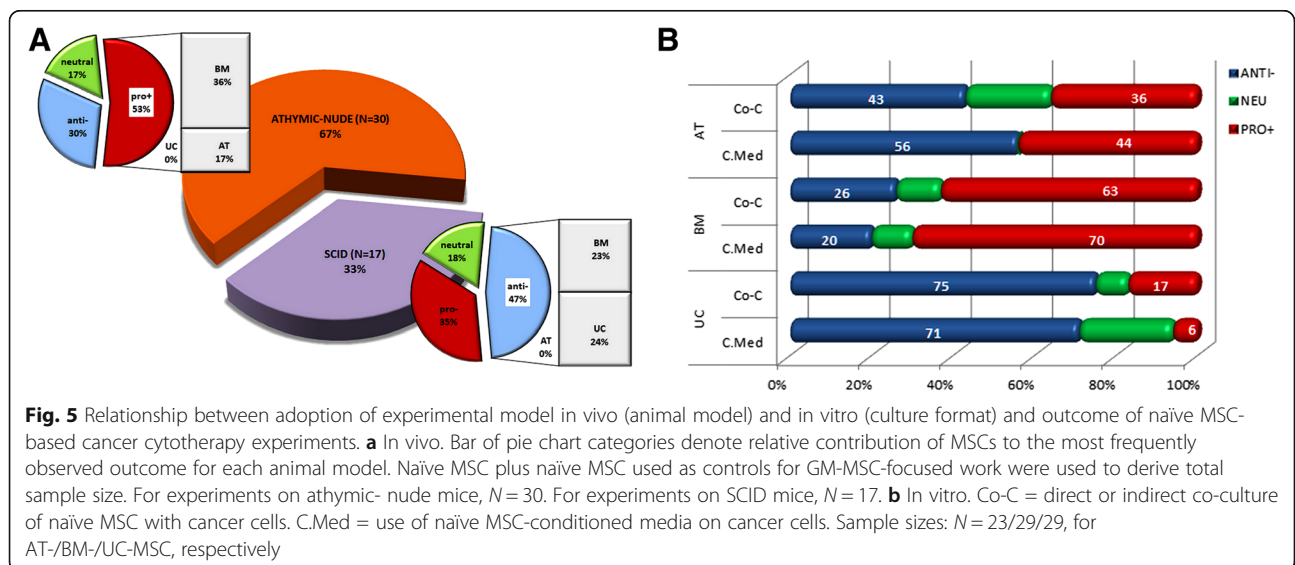 A
neutral
17%
pro+
53%
anti-
30%
BM
36%
UC
0%
AT
17%
ATHYMIC-NUDE (N=30)
67%
SCID (N=17)
33%
neutral
18%
anti-
47%
pro-
35%
BM
23%
AT
0%
UC
24%
B
ANTI-
NEU
PRO+
AT
Co-C
43
36
C.Med
56
44
BM
Co-C
26
63
C.Med
20
70
UC
Co-C
75
17
C.Med
71
6
0% 20% 40% 60% 80% 100%
Fig. 5 Relationship between adoption of experimental model in vivo (animal model) and in vitro (culture format) and outcome of naïve MSC-
based cancer cytotherapy experiments. a In vivo. Bar of pie chart categories denote relative contribution of MSCs to the most frequently
observed outcome for each animal model. Naïve MSC plus naïve MSC used as controls for GM-MSC-focused work were used to derive total
sample size. For experiments on athymic- nude mice, N = 30. For experiments on SCID mice, N = 17. b In vitro. Co-C = direct or indirect co-culture
of naïve MSC with cancer cells. C.Med = use of naïve MSC-conditioned media on cancer cells. Sample sizes: N = 23/29/29, for
AT-/BM-/UC-MSC, respectively